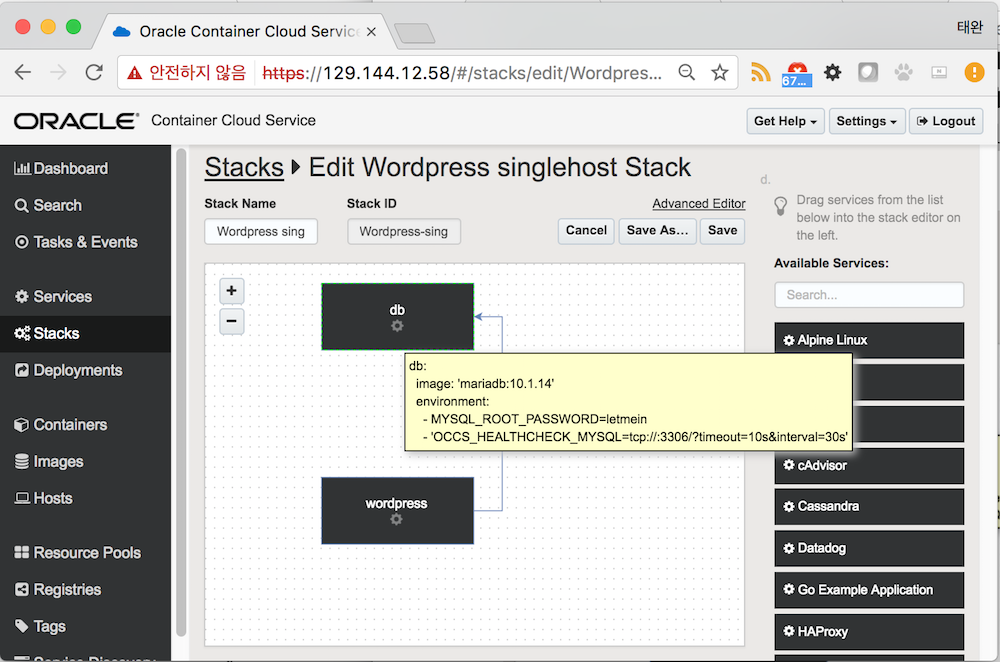 Oracle Container Cloud Service
태완
안전하지 않음 https://129.144.12.58/#/stacks/edit/Wordpres...
67...
ORACLE Container Cloud Service
Get Help
Settings
Logout
Dashboard
Search
Tasks & Events
Services
Stacks
Deployments
Containers
Images
Hosts
Resource Pools
Registries
Tags
Service Discovery
Stacks Edit Wordpress singlehost Stack
Stack Name
Stack ID
Advanced Editor
Wordpress sing
Wordpress-sing
Cancel
Save As...
Save
+
−
db
db:
image: 'mariadb:10.1.14'
environment:
- MYSQL_ROOT_PASSWORD=letmein
- 'OCCS_HEALTHCHECK_MYSQL=tcp://:3306/?timeout=10s&interval=30s'
wordpress
d.
Drag services from the list
below into the stack editor on
the left.
Available Services:
Search...
Alpine Linux
cAdvisor
Cassandra
Datadog
Go Example Application
HAProxy